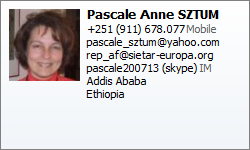 Pascale Anne SZTUM
+251 (911) 678.077 Mobile
pascale_sztum@yahoo.com
rep_af@sietar-europa.org
pascale200713 (skype) IM
Addis Ababa
Ethiopia